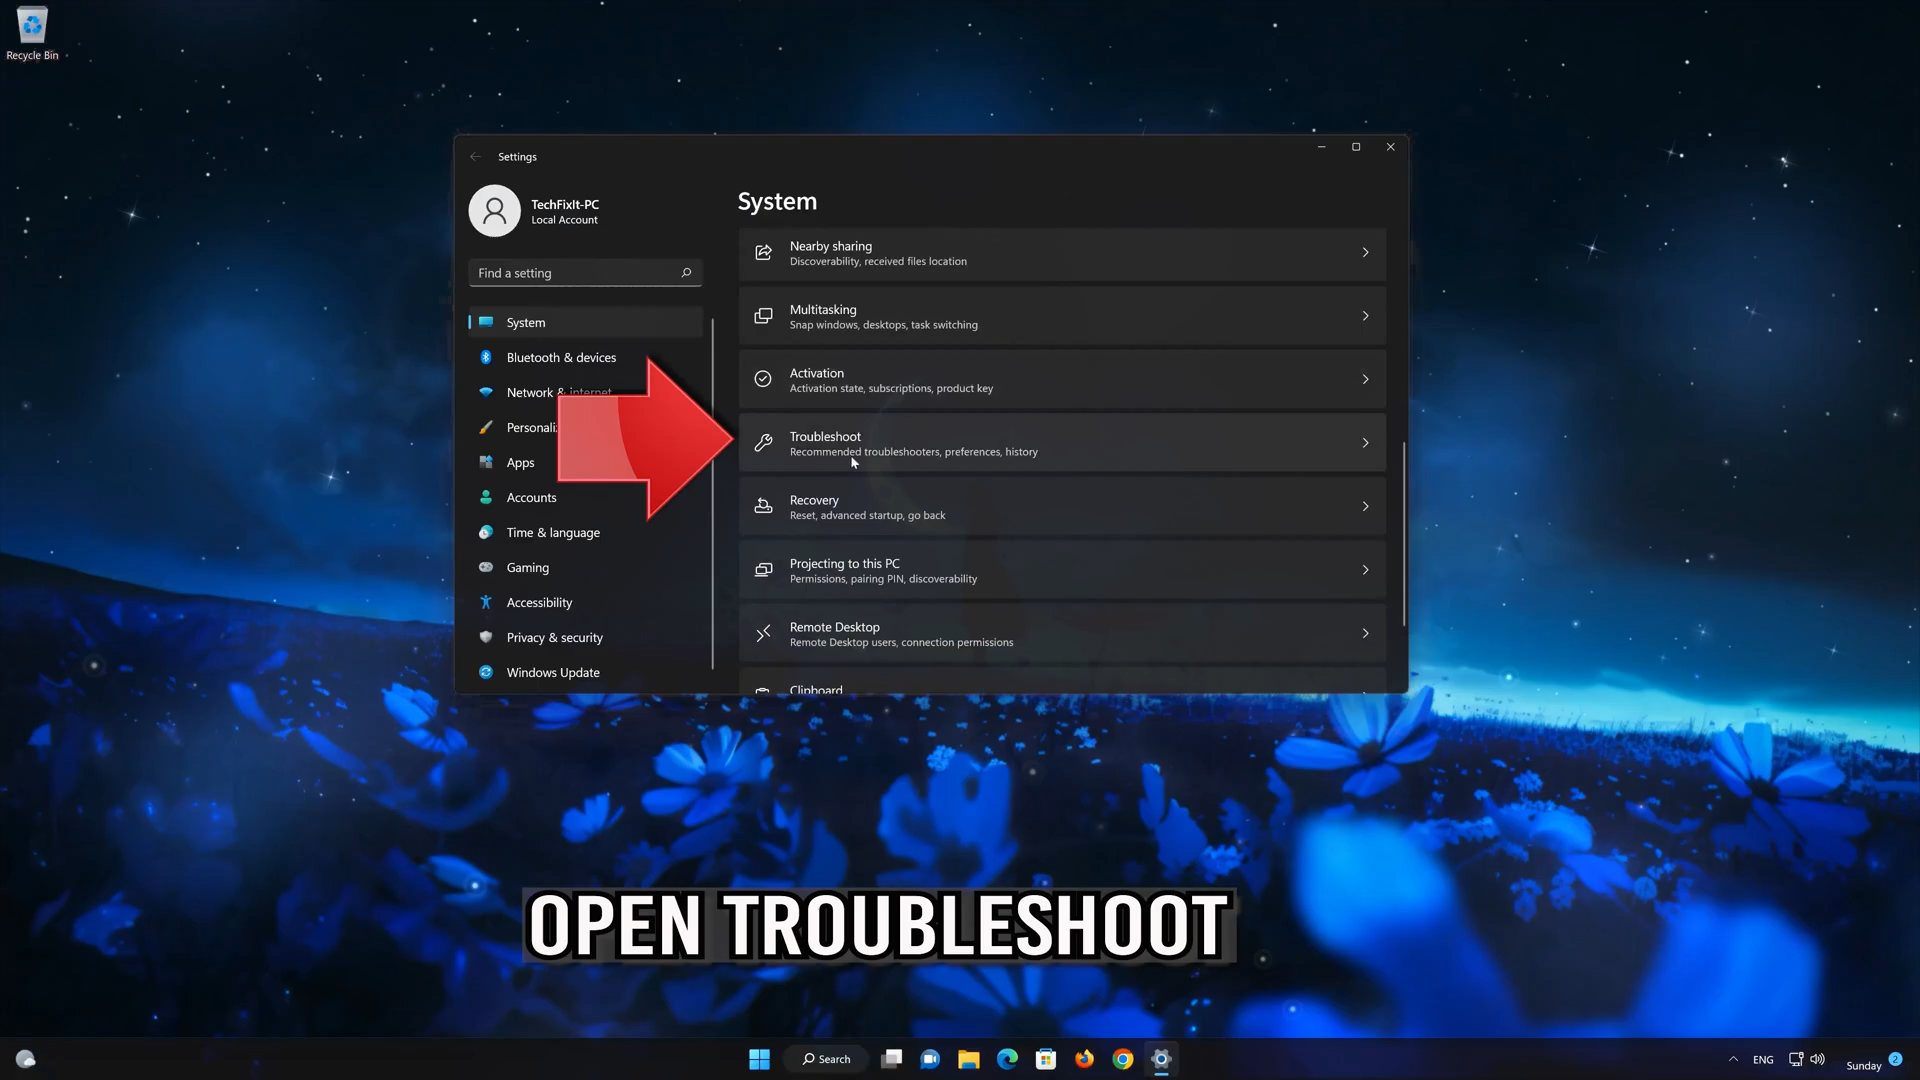 Recycle Bin
Settings
TechFixIt-PC
Local Account
Find a setting
System
Bluetooth & devices
Network & internet
Apps
Accounts
Time & language
Gaming
Accessibility
Privacy & security
Windows Update
System
Nearby sharing
Discoverability, received files location
Multitasking
Snap windows, desktops, task switching
Activation
Activation state, subscriptions, product key
Troubleshoot
Recommended troubleshooters, preferences, history
Recovery
Reset, advanced startup, go back
Projecting to this PC
Permissions, pairing PIN, discoverability
Remote Desktop
Remote Desktop users, connection permissions
Clipboard
OPEN TROUBLESHOOT
Search
ENG
Sunday
2